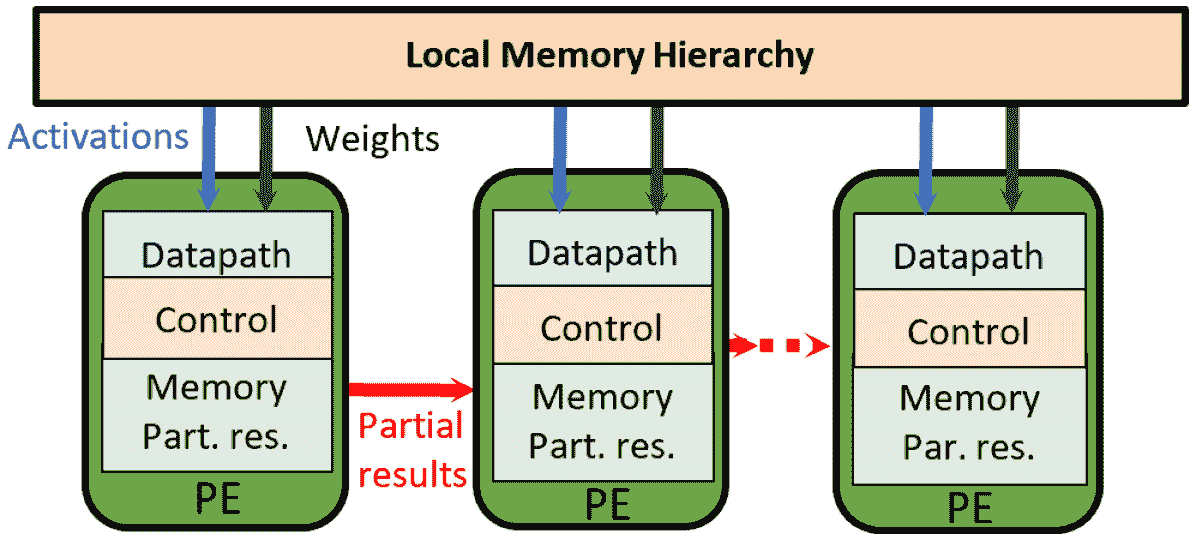 Local Memory Hierarchy
Activations
Weights
Datapath
Control
Memory
Part. res.
PE
Partial
results
Datapath
Control
Memory
Part. res.
PE
Datapath
Control
Memory
Par. res.
PE